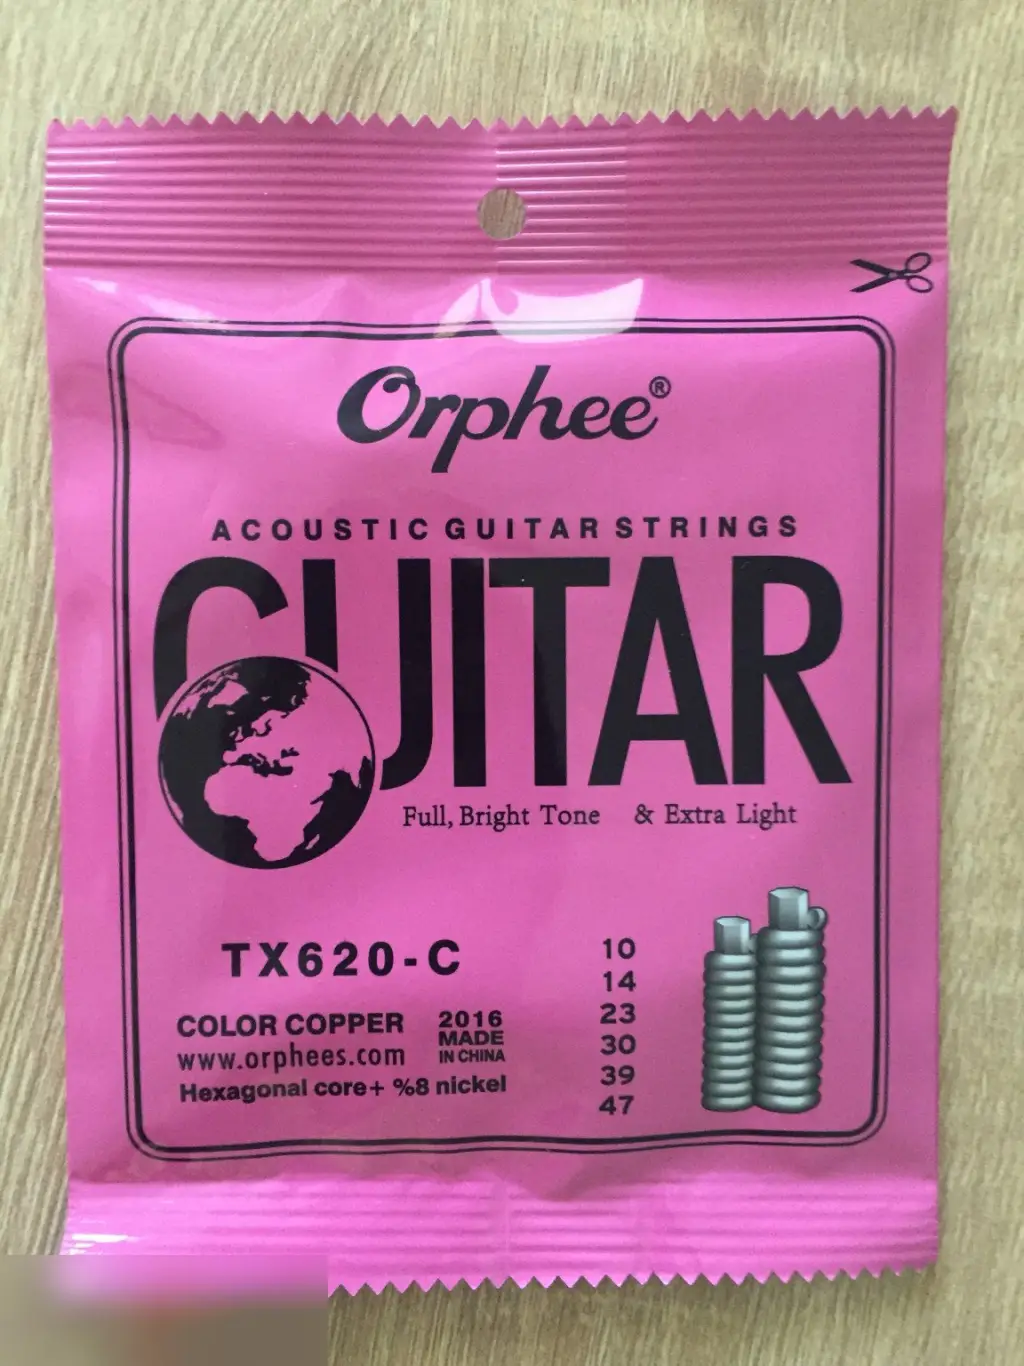 Orphee®
ACOUSTIC GUITAR STRINGS
GUITAR
Full, Bright Tone & Extra Light
TX620-C
COLOR COPPER
www.orphees.com
2016
MADE
IN CHINA
Hexagonal core+ %8 nickel
10
14
23
30
39
47